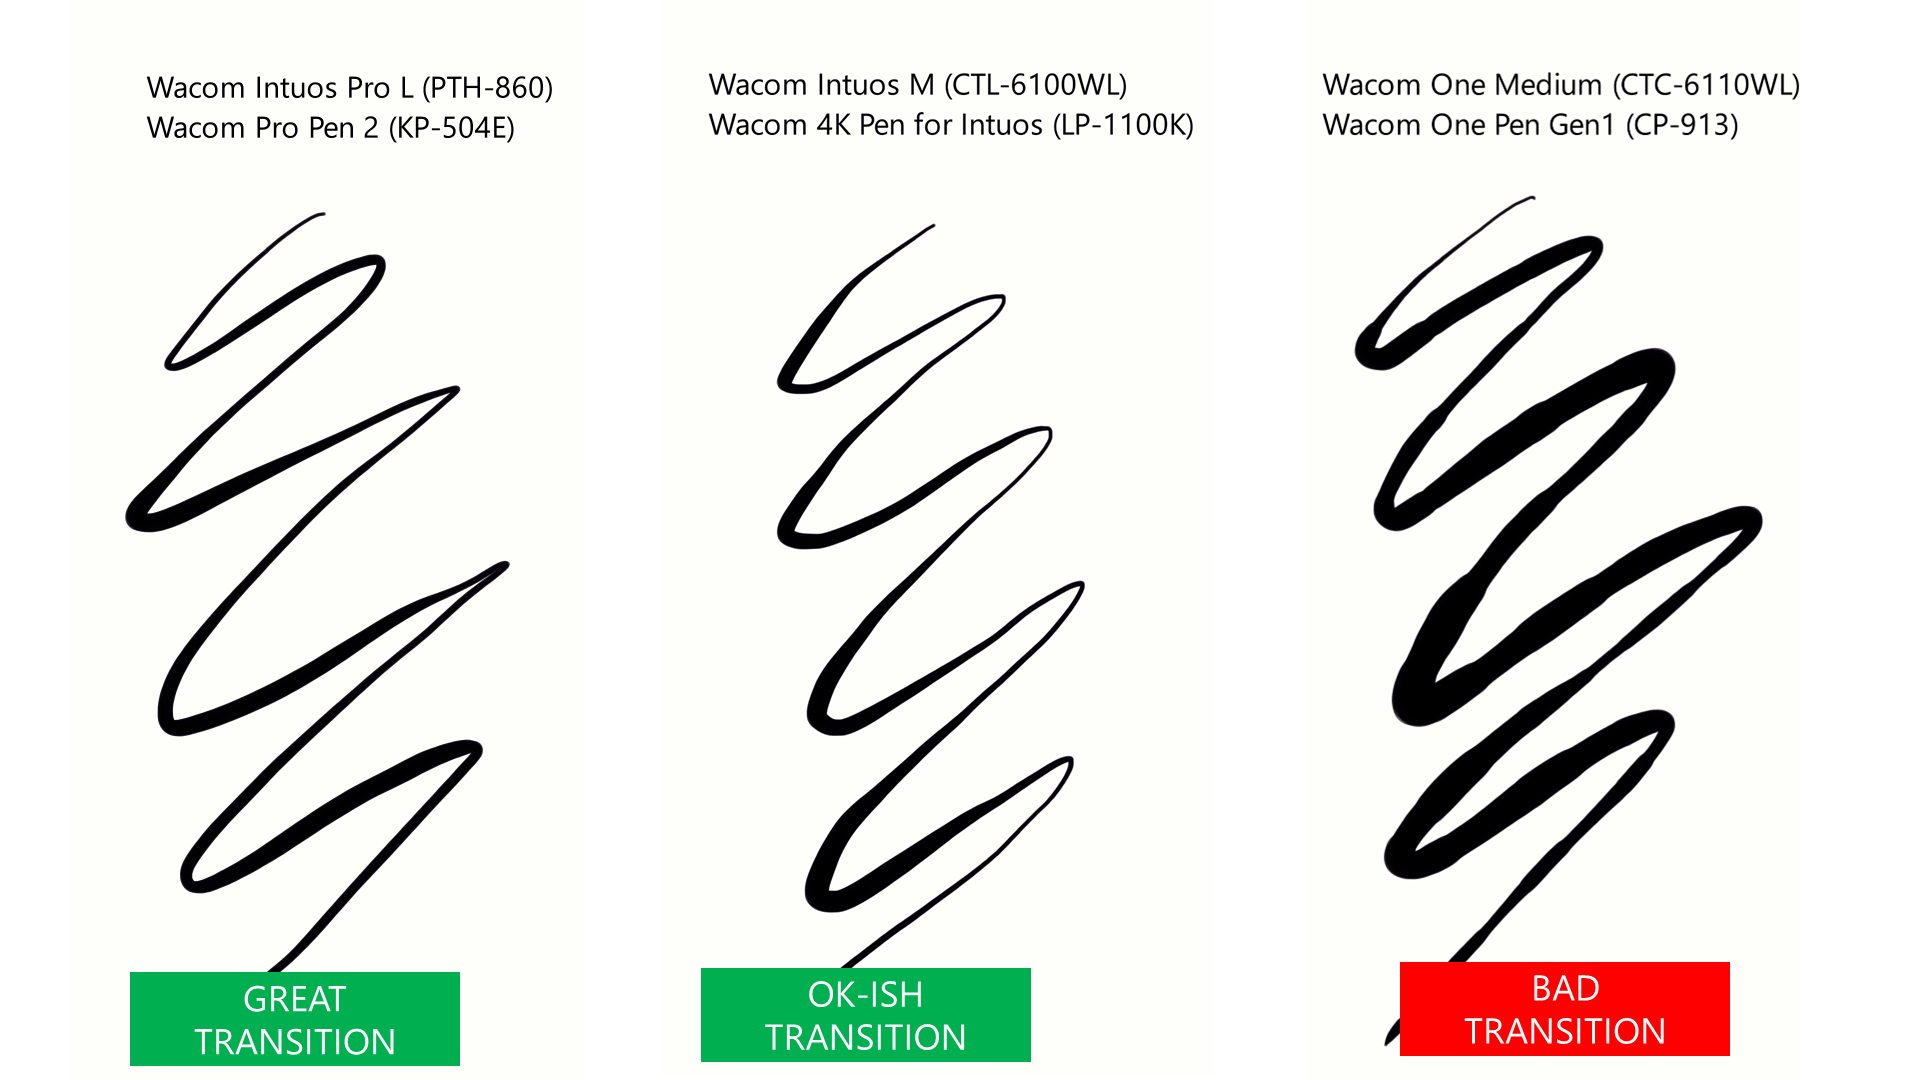 Wacom Intuos Pro L (PTH-860)
Wacom Pro Pen 2 (KP-504E)
Wacom Intuos M (CTL-6100WL)
Wacom 4K Pen for Intuos (LP-1100K)
Wacom One Medium (CTC-6110WL)
Wacom One Pen Gen1 (CP-913)
GREAT
TRANSITION
OK-ISH
TRANSITION
BAD
TRANSITION